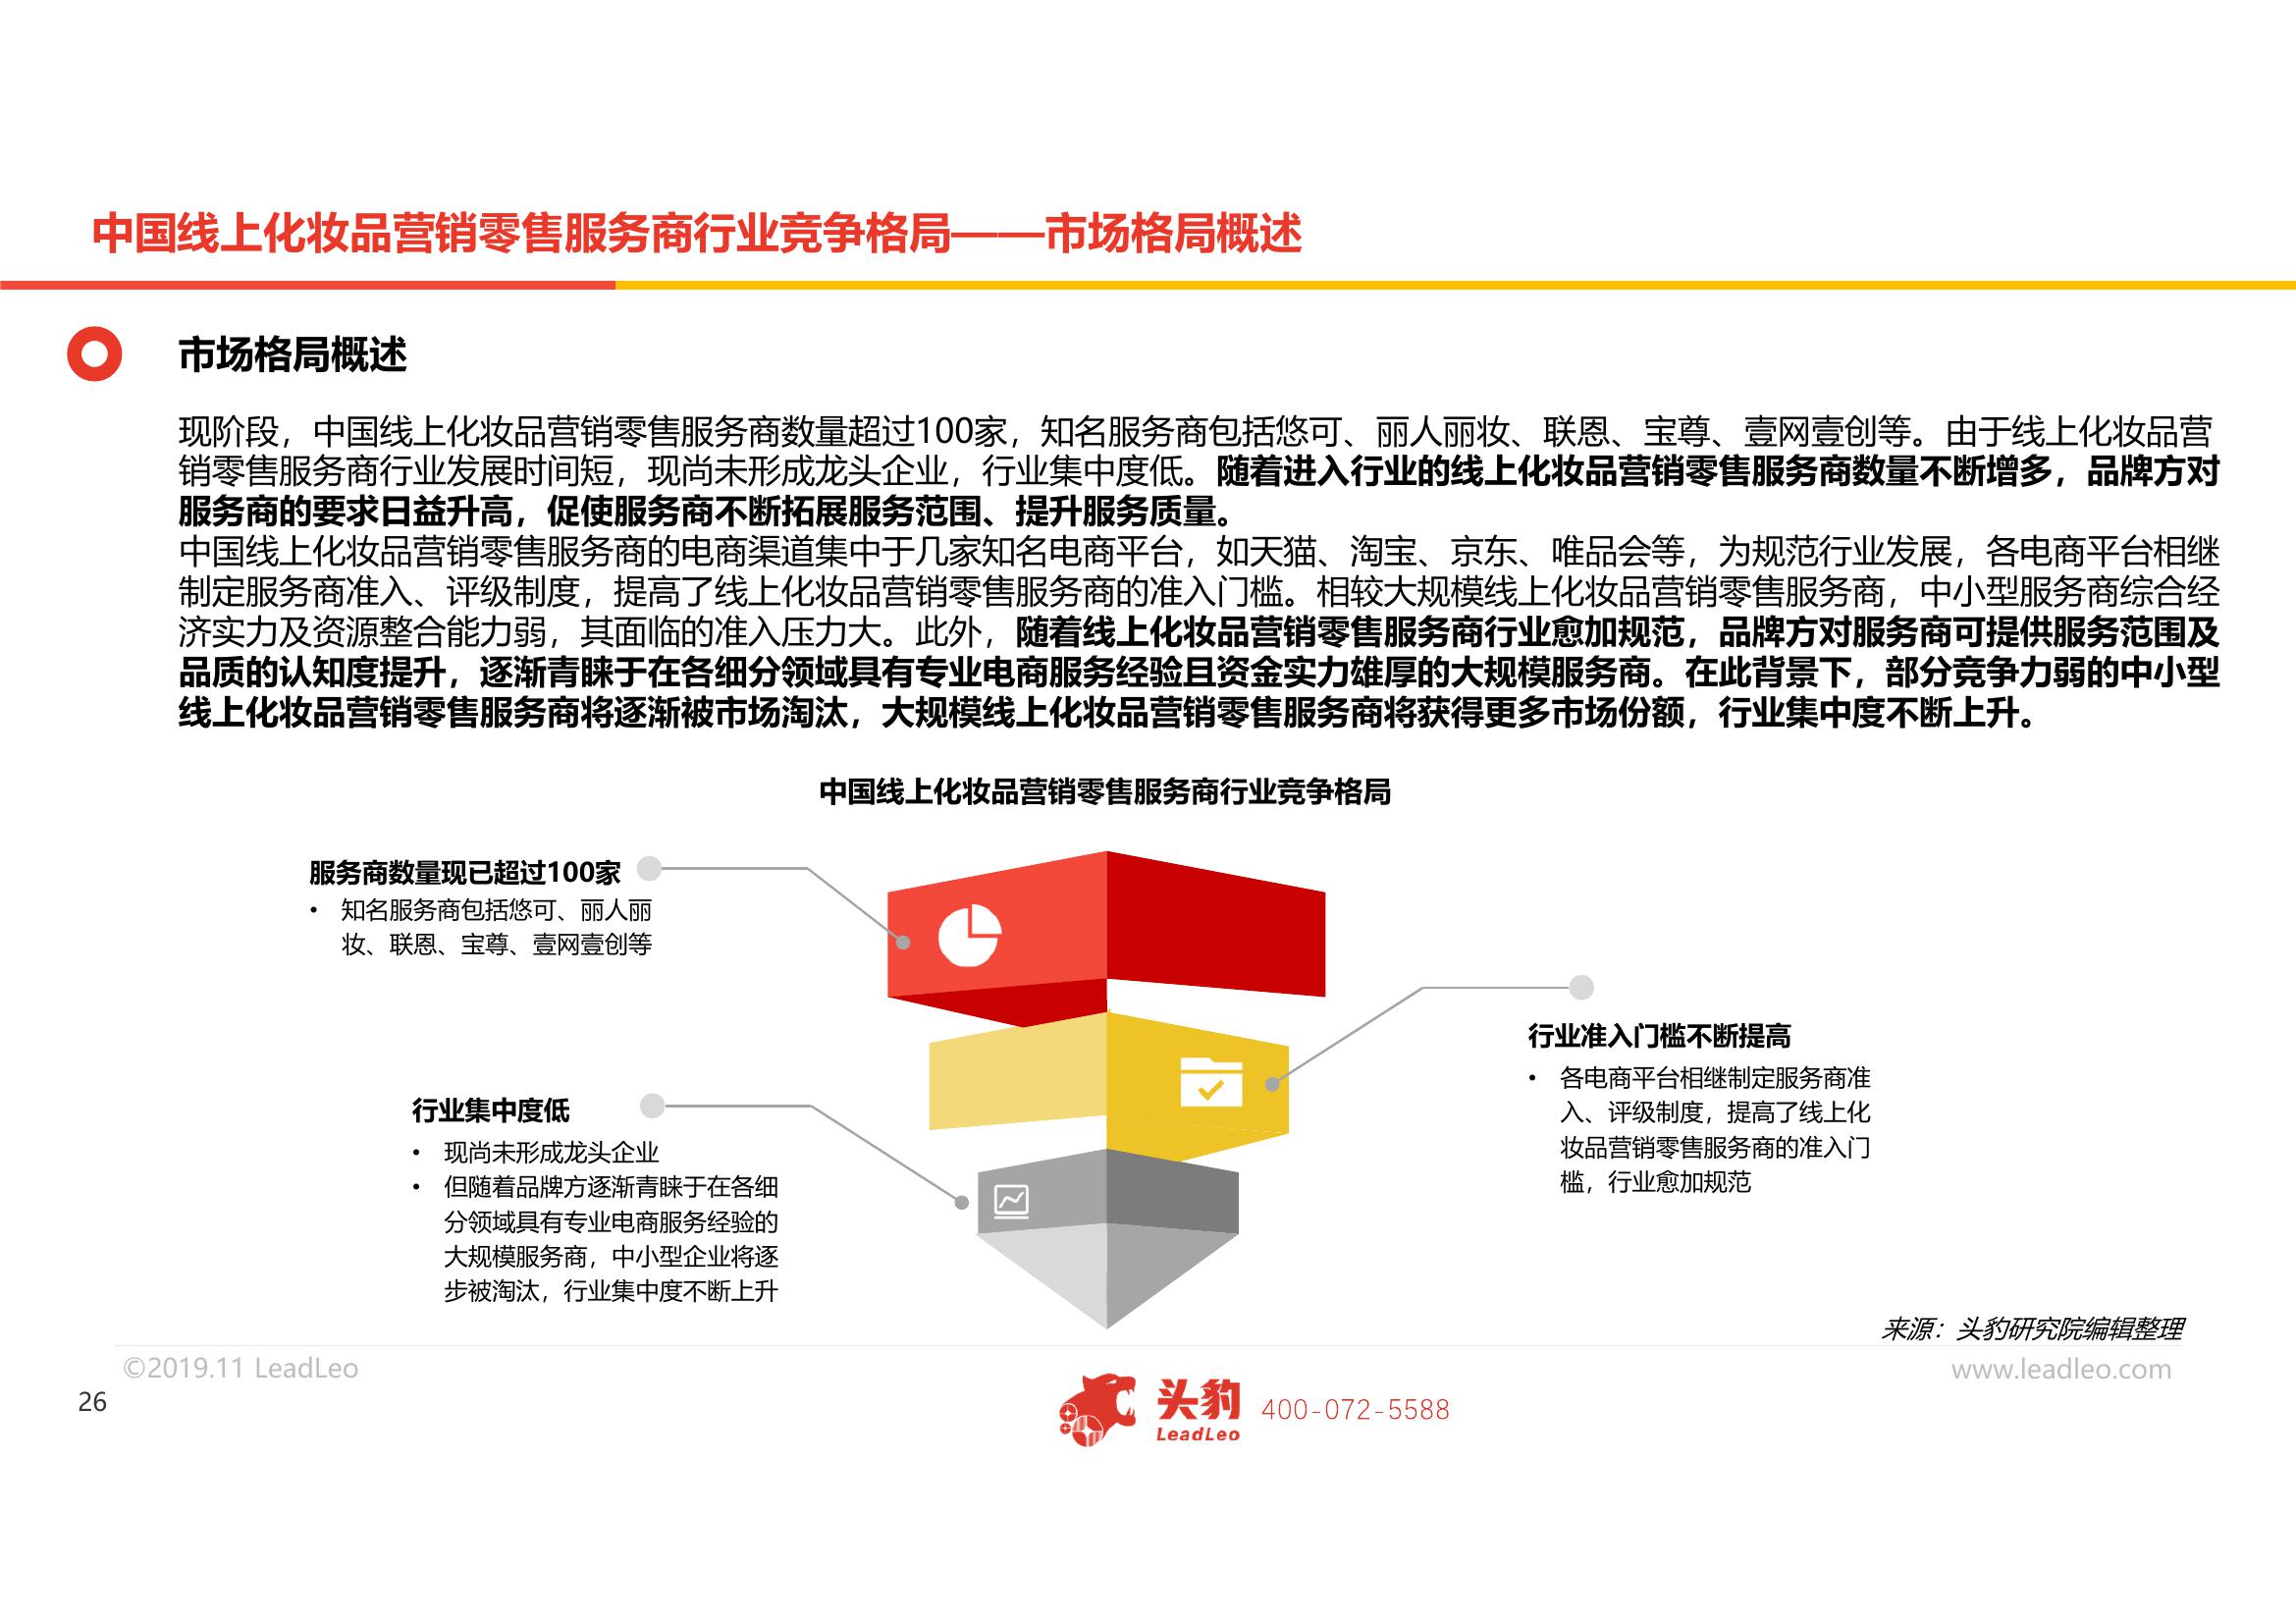 中国线上化妆品营销零售服务商行业竞争格局——市场格局概述
市场格局概述
现阶段，中国线上化妆品营销零售服务商数量超过100家，知名服务商包括悠可、丽人丽妆、联恩、宝尊、壹网壹创等。由于线上化妆品营
销零售服务商行业发展时间短，现尚未形成龙头企业，行业集中度低。随着进入行业的线上化妆品营销零售服务商数量不断增多，品牌方对
服务商的要求日益升高，促使服务商不断拓展服务范围、提升服务质量。
中国线上化妆品营销零售服务商的电商渠道集中于几家知名电商平台，如天猫、淘宝、京东、唯品会等，为规范行业发展，各电商平台相继
制定服务商准入、评级制度，提高了线上化妆品营销零售服务商的准入门槛。相较大规模线上化妆品营销零售服务商，中小型服务商综合经
济实力及资源整合能力弱，其面临的准入压力大。此外，随着线上化妆品营销零售服务商行业愈加规范，品牌方对服务商可提供服务范围及
品质的认知度提升，逐渐青睐于在各细分领域具有专业电商服务经验且资金实力雄厚的大规模服务商。在此背景下，部分竞争力弱的中小型
线上化妆品营销零售服务商将逐渐被市场淘汰，大规模线上化妆品营销零售服务商将获得更多市场份额，行业集中度不断上升。
中国线上化妆品营销零售服务商行业竞争格局
服务商数量现已超过100家
• 知名服务商包括悠可、丽人丽
妆、联恩、宝尊、壹网壹创等
行业准入门槛不断提高
• 各电商平台相继制定服务商准
入、评级制度，提高了线上化
妆品营销零售服务商的准入门
槛，行业愈加规范
行业集中度低
• 现尚未形成龙头企业
• 但随着品牌方逐渐青睐于在各细
分领域具有专业电商服务经验的
大规模服务商，中小型企业将逐
步被淘汰，行业集中度不断上升
来源：头豹研究院编辑整理
©2019.11 LeadLeo
www.leadleo.com
26
头豹
LeadLeo
400-072-5588